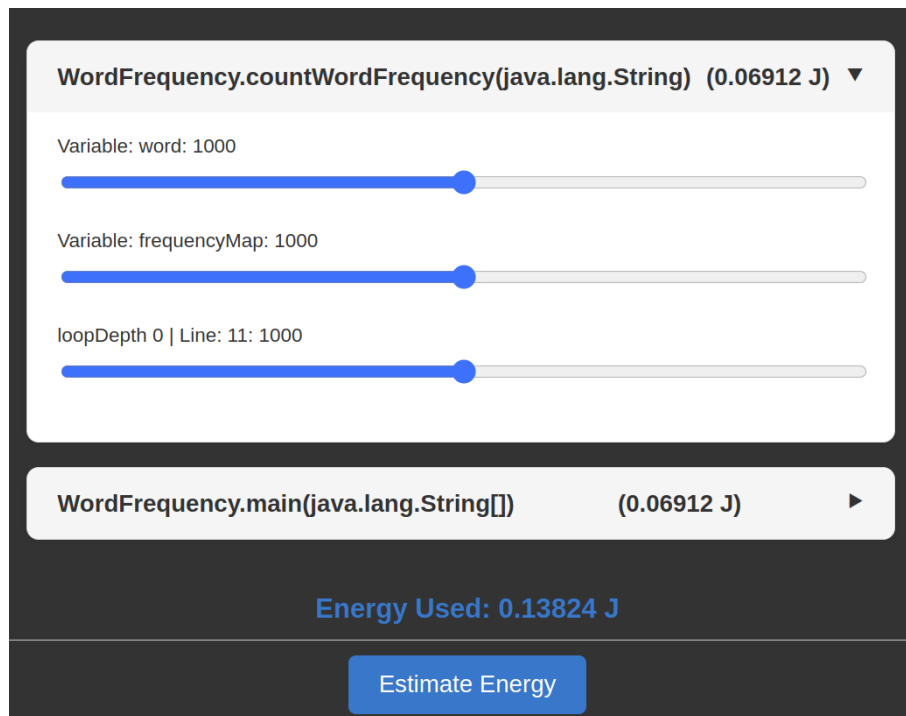 WordFrequency.countWordFrequency(java.lang.String) (0.06912 J) ▼
Variable: word: 1000
Variable: frequencyMap: 1000
loopDepth 0 | Line: 11: 1000
WordFrequency.main(java.lang.String[]) (0.06912 J) ▶
Energy Used: 0.13824 J
Estimate Energy